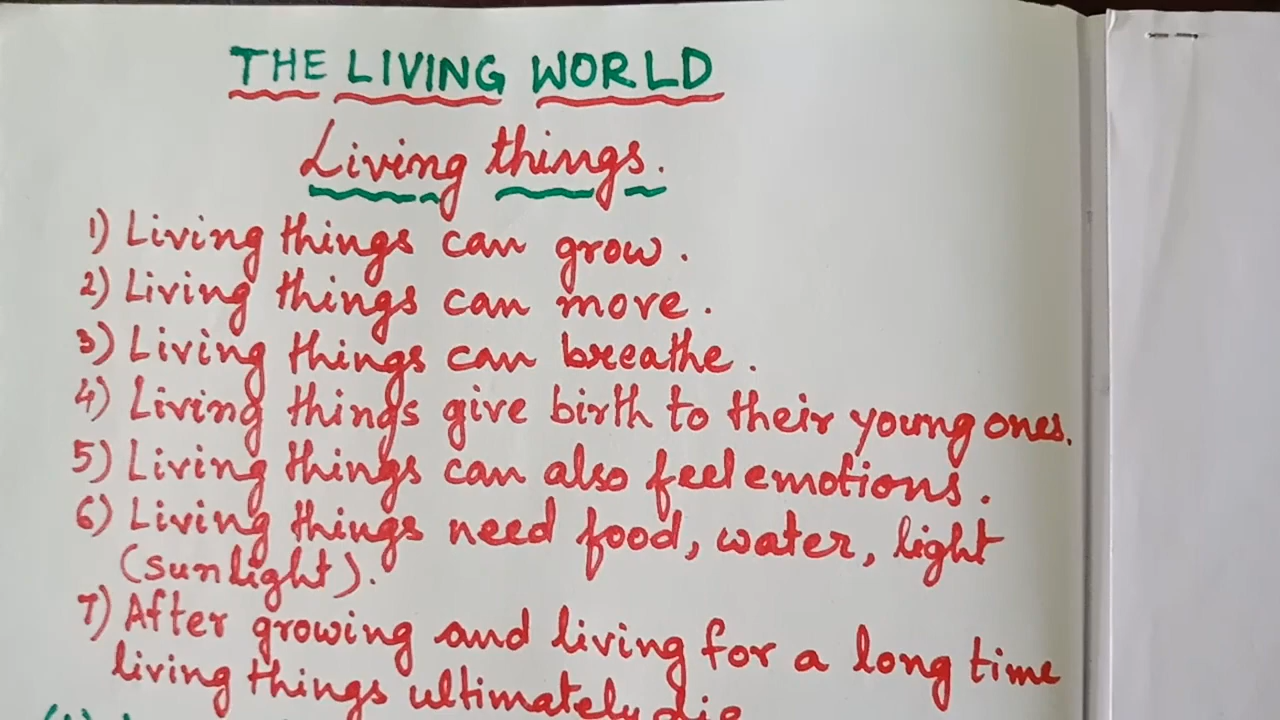 THE LIVING WORLD
Living things.
1) Living things can grow.
2) Living things can move.
3) Living things can breathe.
4) Living things give birth to their young ones.
5) Living things can also feel emotions.
6) Living things need food, water, light
(sunlight).
7) After growing and living for a long time
living things ultimately die